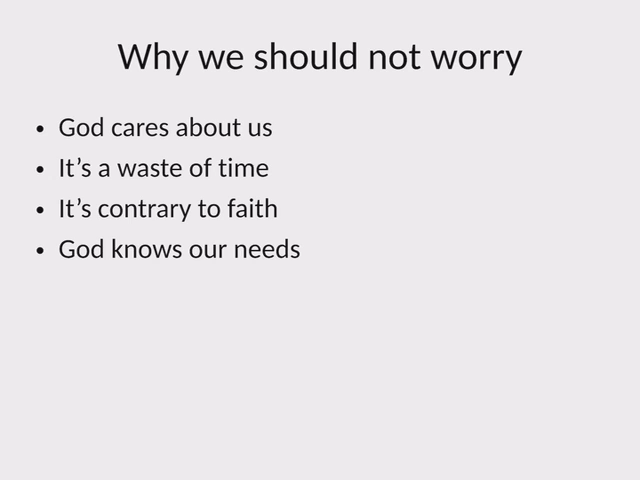 Why we should not worry
• God cares about us
• It’s a waste of time
• It’s contrary to faith
• God knows our needs